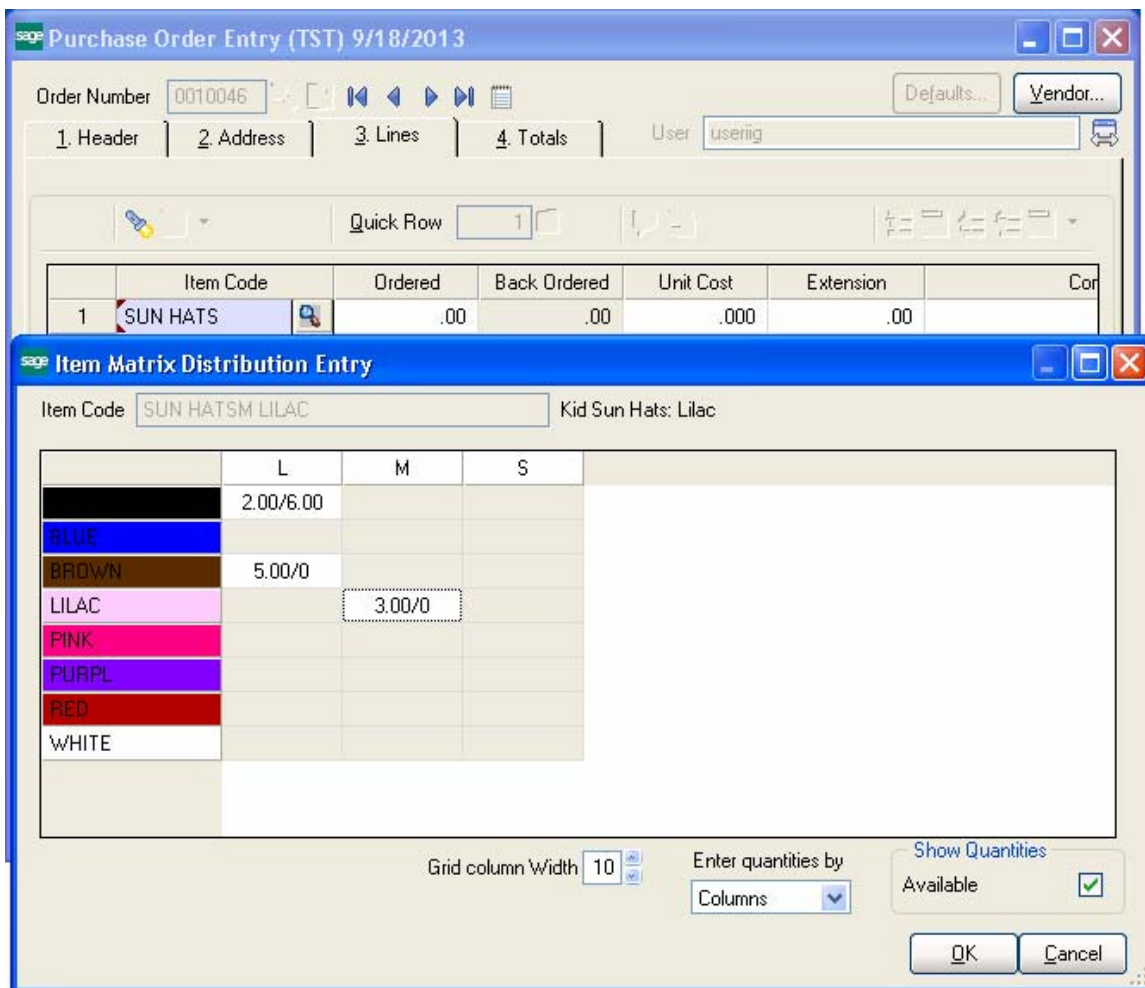 sage Purchase Order Entry (TST) 9/18/2013
Order Number 0010046 Defaults... Vendor...
1. Header 2. Address 3. Lines 4. Totals User useriig
Quick Row 1
Item Code Ordered Back Ordered Unit Cost Extension Cor
1 SUN HATS .00 .00 .000 .00
sage Item Matrix Distribution Entry
Item Code SUN HATSM LILAC Kid Sun Hats: Lilac
L M S
2.00/6.00
BLUE
BROWN 5.00/0
LILAC 3.00/0
PINK
PURPL
RED
WHITE
Grid column Width 10 Enter quantities by Show Quantities
Columns Available
OK Cancel